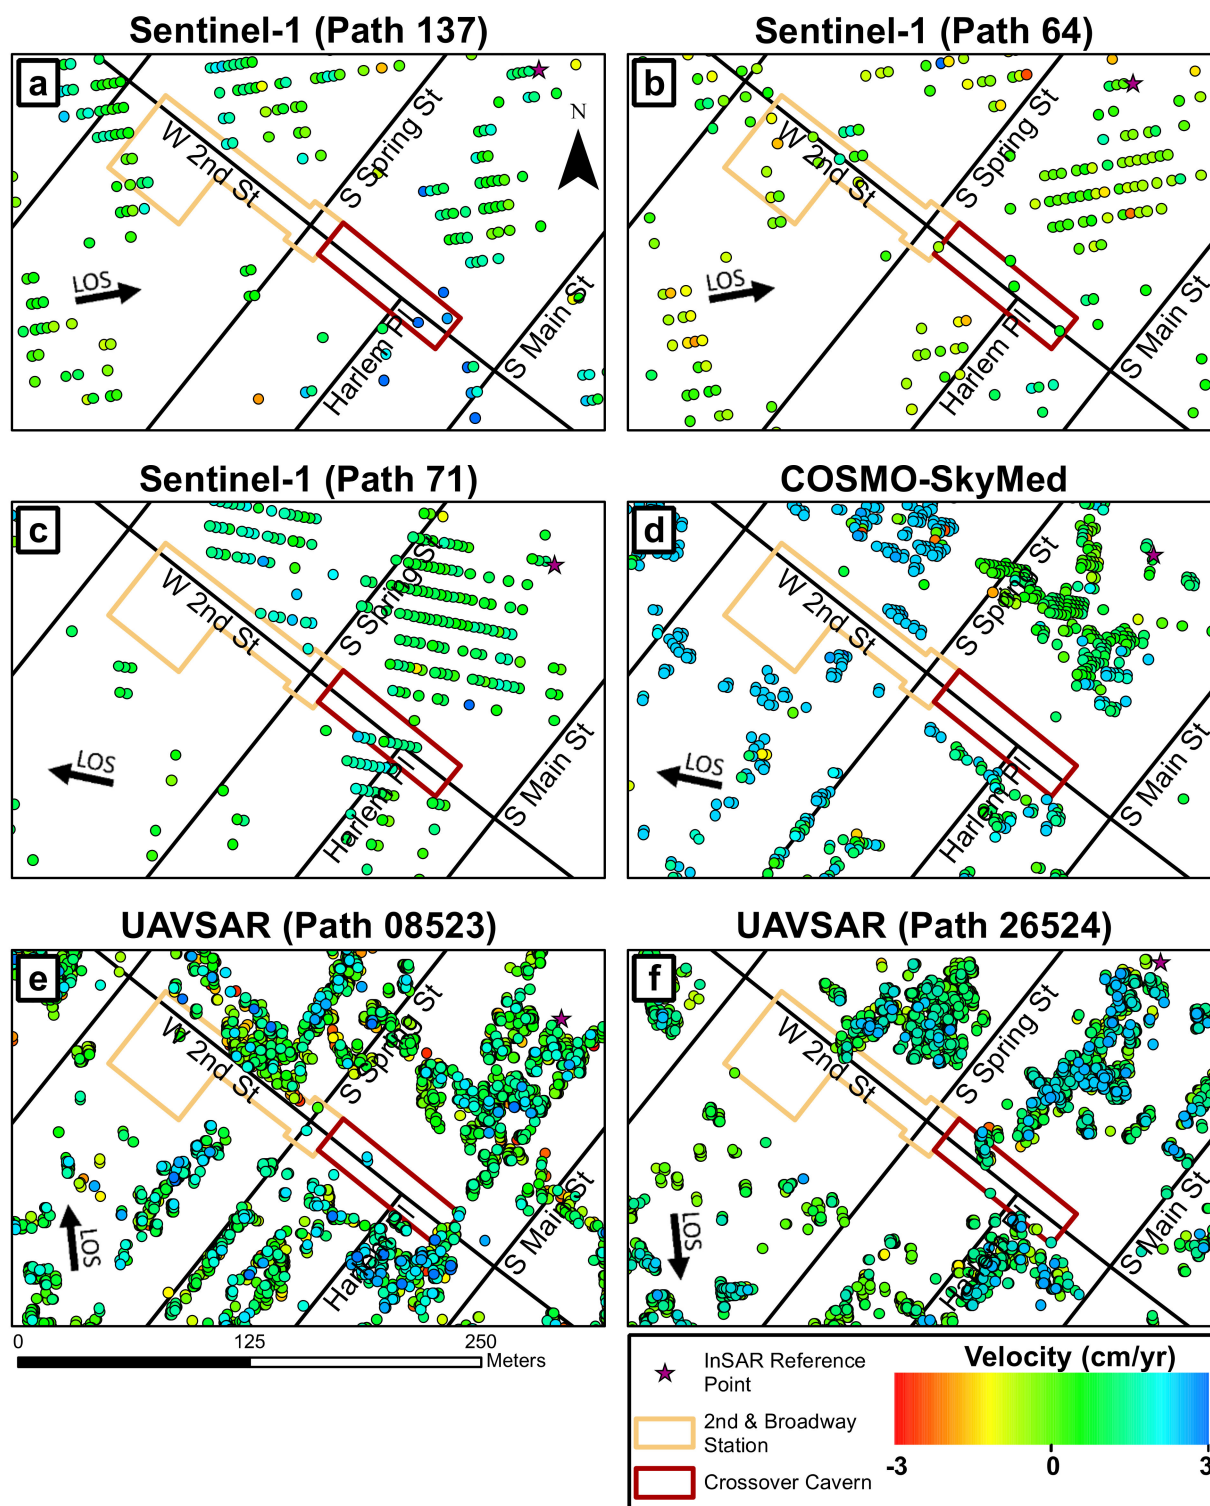 Sentinel-1 (Path 137)
a
N
W 2nd St
S Spring St
LOS
Harlem Pl
S Main St
Sentinel-1 (Path 64)
b
W 2nd St
S Spring St
LOS
Harlem Pl
S Main St
Sentinel-1 (Path 71)
c
W 2nd St
S Spring St
LOS
Harlem Pl
S Main St
COSMO-SkyMed
d
W 2nd St
S Spring St
LOS
Harlem Pl
S Main St
UAVSAR (Path 08523)
e
W 2nd St
S Spring St
LOS
Harlem Pl
S Main St
UAVSAR (Path 26524)
f
W 2nd St
S Spring St
LOS
Harlem Pl
S Main St
0 125 250
Meters
InSAR Reference
Point
2nd & Broadway
Station
Crossover Cavern
Velocity (cm/yr)
-3 0 3